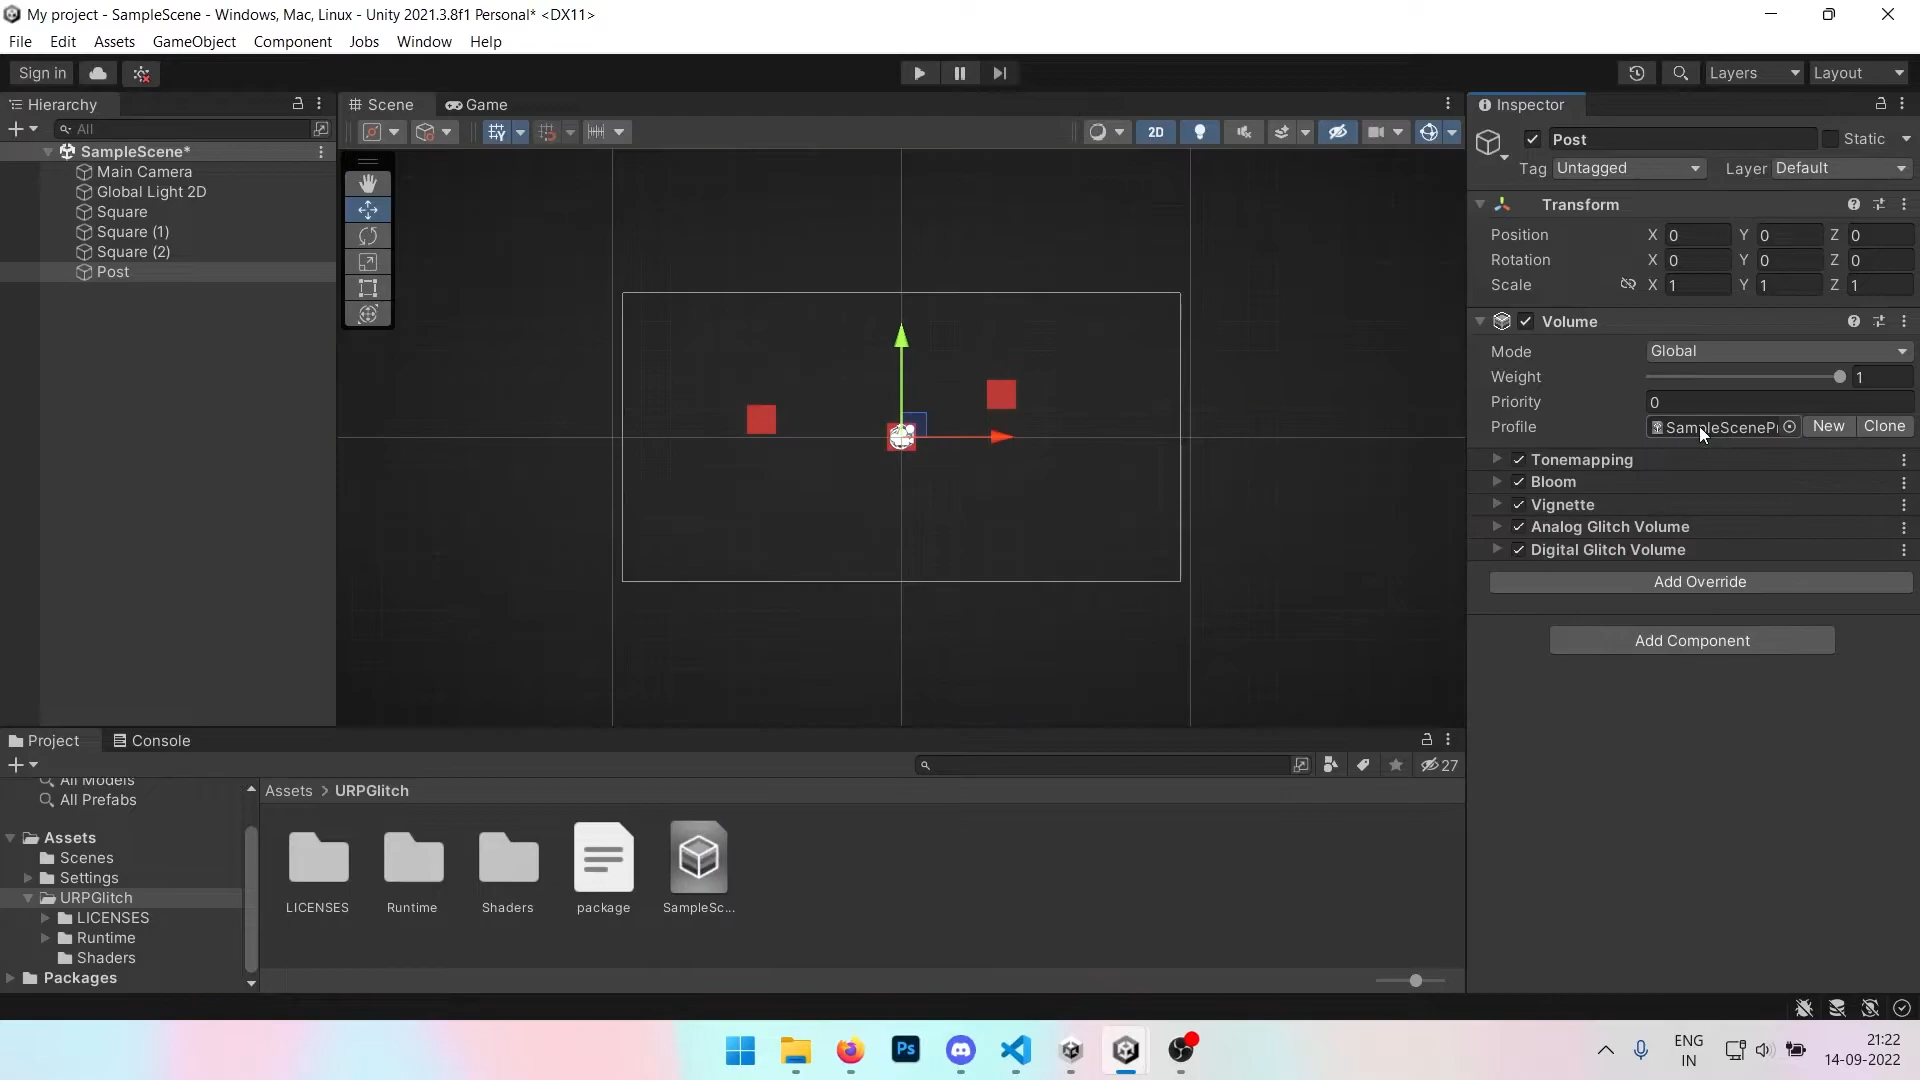 My project - SampleScene - Windows, Mac, Linux - Unity 2021.3.8f1 Personal* <DX11>
File Edit Assets GameObject Component Jobs Window Help
Sign in Layers Layout
Hierarchy
All
SampleScene*
Main Camera
Global Light 2D
Square
Square (1)
Square (2)
Post
Scene Game
2D
Inspector
Post Static
Tag Untagged Layer Default
Transform
Position X 0 Y 0 Z 0
Rotation X 0 Y 0 Z 0
Scale X 1 Y 1 Z 1
Volume
Mode Global
Weight 1
Priority 0
Profile SampleScenePr New Clone
Tonemapping
Bloom
Vignette
Analog Glitch Volume
Digital Glitch Volume
Add Override
Add Component
Project Console
27
All Models
All Prefabs
Assets
Scenes
Settings
URPGlitch
LICENSES
Runtime
Shaders
Packages
Assets > URPGlitch
LICENSES Runtime Shaders package SampleSc...
Ps
ENG
IN
21:22
14-09-2022